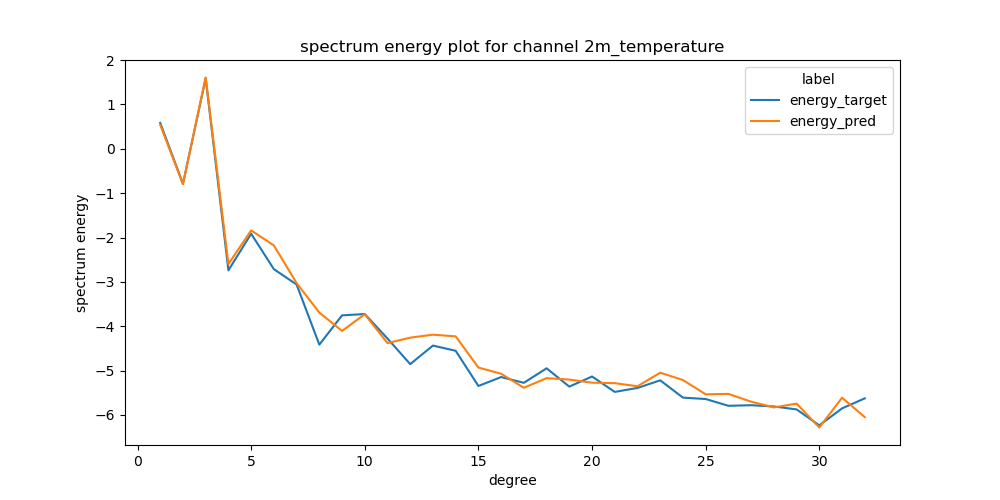 spectrum energy plot for channel 2m_temperature
label
energy_target
energy_pred
2
1
0
−1
−2
−3
−4
−5
−6
spectrum energy
0
5
10
15
20
25
30
degree